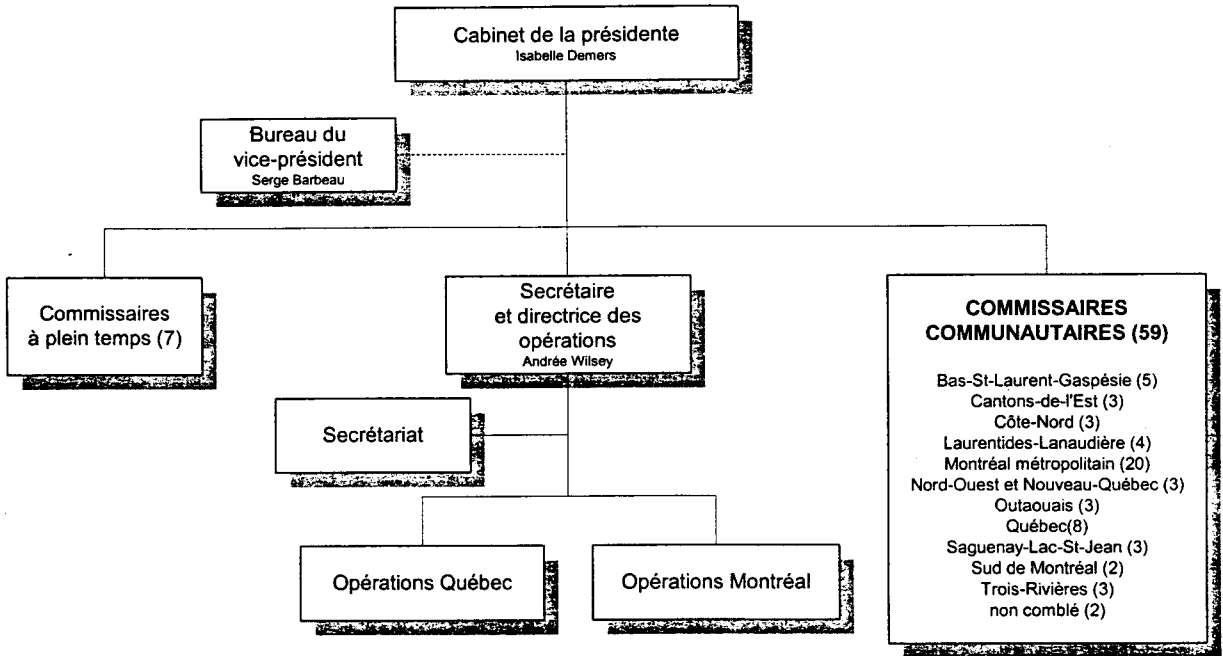 Cabinet de la présidente
Isabelle Demers
Bureau du
vice-président
Serge Barbeau
Commissaires
à plein temps (7)
Secrétaire
et directrice des
opérations
Andrée Wilsey
Secrétariat
Opérations Québec
Opérations Montréal
COMMISSAIRES
COMMUNAUTAIRES (59)
Bas-St-Laurent-Gaspésie (5)
Cantons-de-l'Est (3)
Côte-Nord (3)
Laurentides-Lanaudière (4)
Montréal métropolitain (20)
Nord-Ouest et Nouveau-Québec (3)
Outaouais (3)
Québec(8)
Saguenay-Lac-St-Jean (3)
Sud de Montréal (2)
Trois-Rivières (3)
non comblé (2)